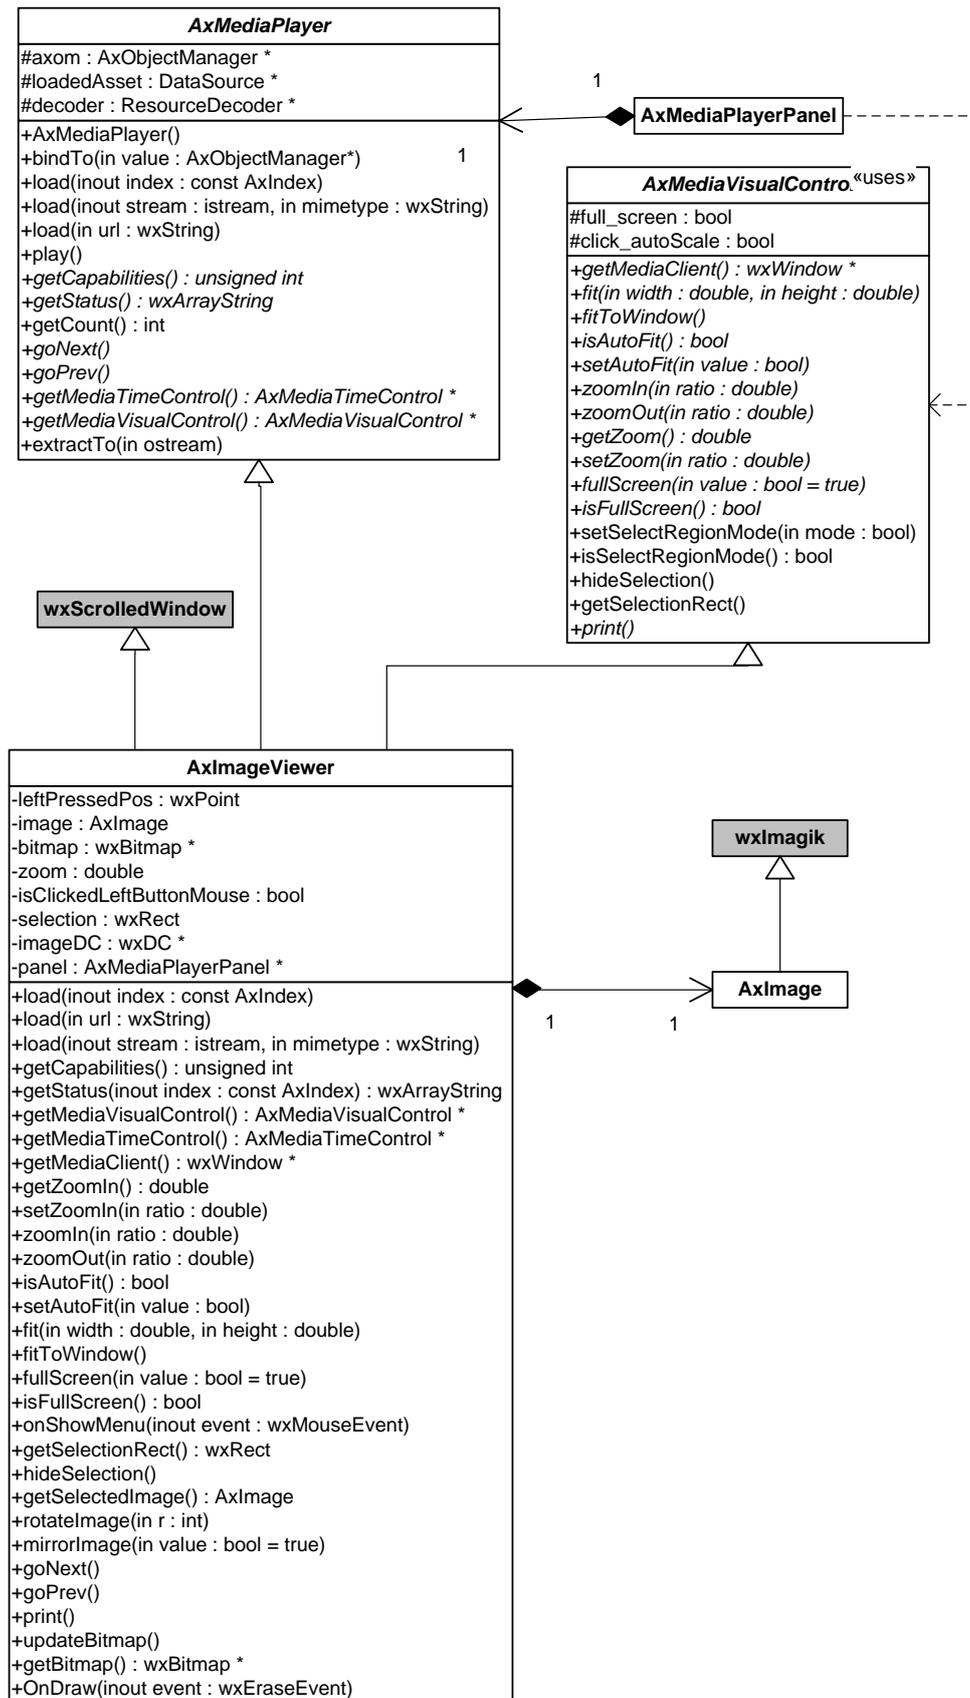 AxMediaPlayer
#axom : AxObjectManager *
#loadedAsset : DataSource *
#decoder : ResourceDecoder *
+AxMediaPlayer()
+bindTo(in value : AxObjectManager*)
+load(inout index : const AxIndex)
+load(inout stream : istream, in mimetype : wxString)
+load(in url : wxString)
+play()
+getCapabilities() : unsigned int
+getStatus() : wxArrayString
+getCount() : int
+goNext()
+goPrev()
+getMediaTimeControl() : AxMediaTimeControl *
+getMediaVisualControl() : AxMediaVisualControl *
+extractTo(in ostream)
1
1
AxMediaPlayerPanel
«uses»
AxMediaVisualContro
#full_screen : bool
#click_autoScale : bool
+getMediaClient() : wxWindow *
+fit(in width : double, in height : double)
+fitToWindow()
+isAutoFit() : bool
+setAutoFit(in value : bool)
+zoomIn(in ratio : double)
+zoomOut(in ratio : double)
+getZoom() : double
+setZoom(in ratio : double)
+fullScreen(in value : bool = true)
+isFullScreen() : bool
+setSelectRegionMode(in mode : bool)
+isSelectRegionMode() : bool
+hideSelection()
+getSelectionRect()
+print()
wxScrolledWindow
AxImageViewer
-leftPressedPos : wxPoint
-image : AxImage
-bitmap : wxBitmap *
-zoom : double
-isClickedLeftButtonMouse : bool
-selection : wxRect
-imageDC : wxDC *
-panel : AxMediaPlayerPanel *
+load(inout index : const AxIndex)
+load(in url : wxString)
+load(inout stream : istream, in mimetype : wxString)
+getCapabilities() : unsigned int
+getStatus(inout index : const AxIndex) : wxArrayString
+getMediaVisualControl() : AxMediaVisualControl *
+getMediaTimeControl() : AxMediaTimeControl *
+getMediaClient() : wxWindow *
+getZoomIn() : double
+setZoomIn(in ratio : double)
+zoomIn(in ratio : double)
+zoomOut(in ratio : double)
+isAutoFit() : bool
+setAutoFit(in value : bool)
+fit(in width : double, in height : double)
+fitToWindow()
+fullScreen(in value : bool = true)
+isFullScreen() : bool
+onShowMenu(inout event : wxMouseEvent)
+getSelectionRect() : wxRect
+hideSelection()
+getSelectedImage() : AxImage
+rotateImage(in r : int)
+mirrorImage(in value : bool = true)
+goNext()
+goPrev()
+print()
+updateBitmap()
+getBitmap() : wxBitmap *
+OnDraw(inout event : wxEraseEvent)
wxImagik
AxImage
1
1